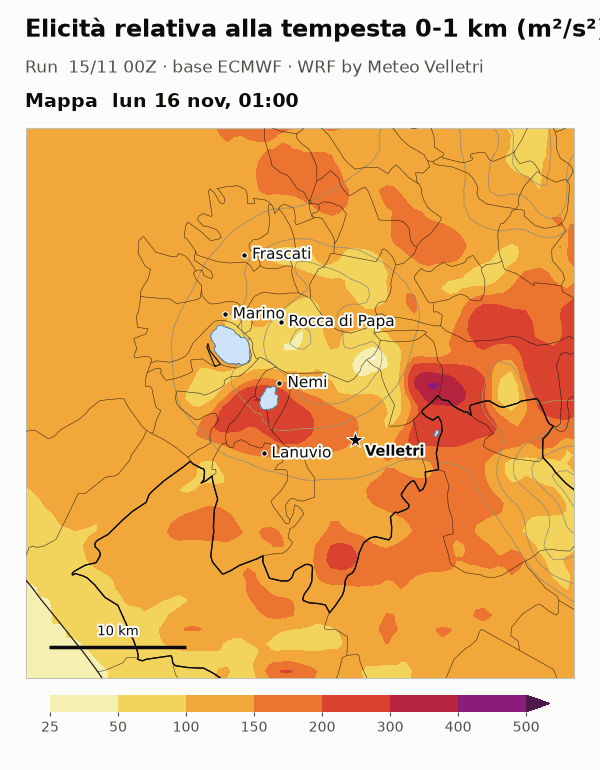 Elicità relativa alla tempesta 0-1 km (m²/s²)
Run  15/11 00Z · base ECMWF · WRF by Meteo Velletri
Mappa  lun 16 nov, 01:00
Frascati
Marino
Rocca di Papa
Nemi
Velletri
Lanuvio
10 km
25 50 100 150 200 300 400 500